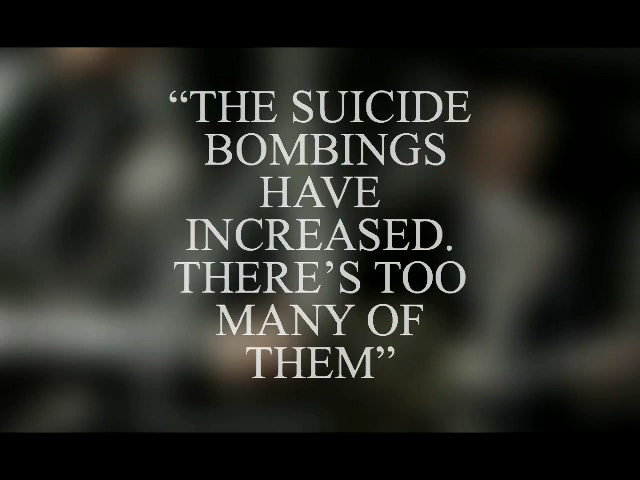 “THE SUICIDE
BOMBINGS
HAVE
INCREASED.
THERE’S TOO
MANY OF
THEM”